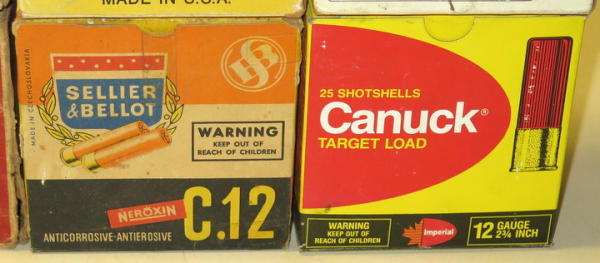 MADE IN U.S.A.
SELLIER
& BELLOT
MADE IN CZECHOSLOVAKIA
WARNING
KEEP OUT OF
REACH OF CHILDREN
NEROXIN
C.12
ANTICORROSIVE-ANTIEROSIVE
25 SHOTSHELLS
Canuck®
TARGET LOAD
WARNING
KEEP OUT OF
REACH OF CHILDREN
Imperial
12 GAUGE
2¾ INCH